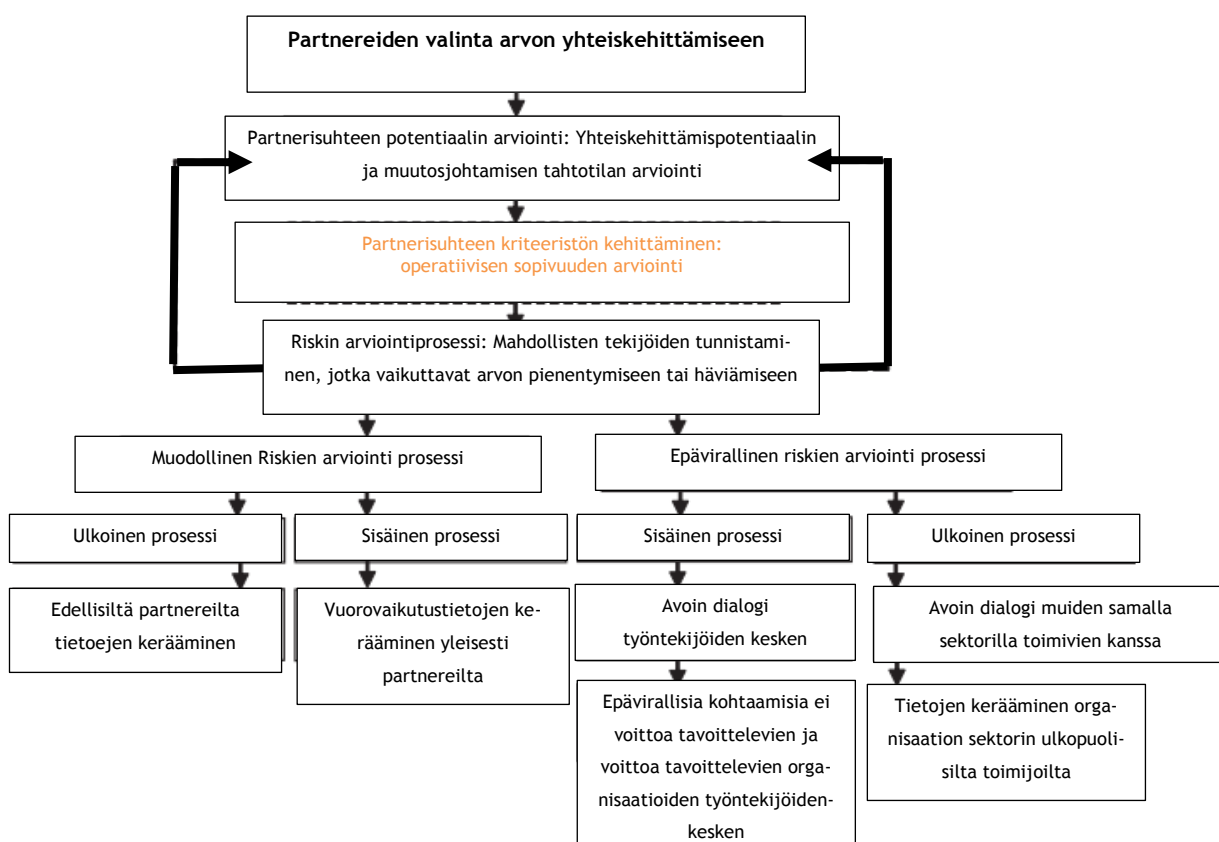 Partnereiden valinta arvon yhteiskehittämiseen
Partnerisuhteen potentiaalin arviointi: Yhteiskehittämispotentiaalin
ja muutosjohtamisen tahtotilan arviointi
Partnerisuhteen kriteeristön kehittäminen:
operatiivisen sopivuuden arviointi
Riskin arviointiprosessi: Mahdollisten tekijöiden tunnistami-
nen, jotka vaikuttavat arvon pienentymiseen tai häviämiseen
Muodollinen Riskien arviointi prosessi
Epävirallinen riskien arviointi prosessi
Ulkoinen prosessi
Sisäinen prosessi
Sisäinen prosessi
Ulkoinen prosessi
Edellisiltä partnereilta
tietoejen kerääminen
Vuorovaikutustietojen ke-
rääminen yleisesti
partnereilta
Avoin dialogi
työntekijöiden kesken
Avoin dialogi muiden samalla
sektorilla toimivien kanssa
Epävirallisia kohtaamisia ei
voittoa tavoittelevien ja
voittoa tavoittelevien orga-
nisaatioiden työntekijöiden-
kesken
Tietojen kerääminen orga-
nisaation sektorin ulkopuoli-
silta toimijoilta